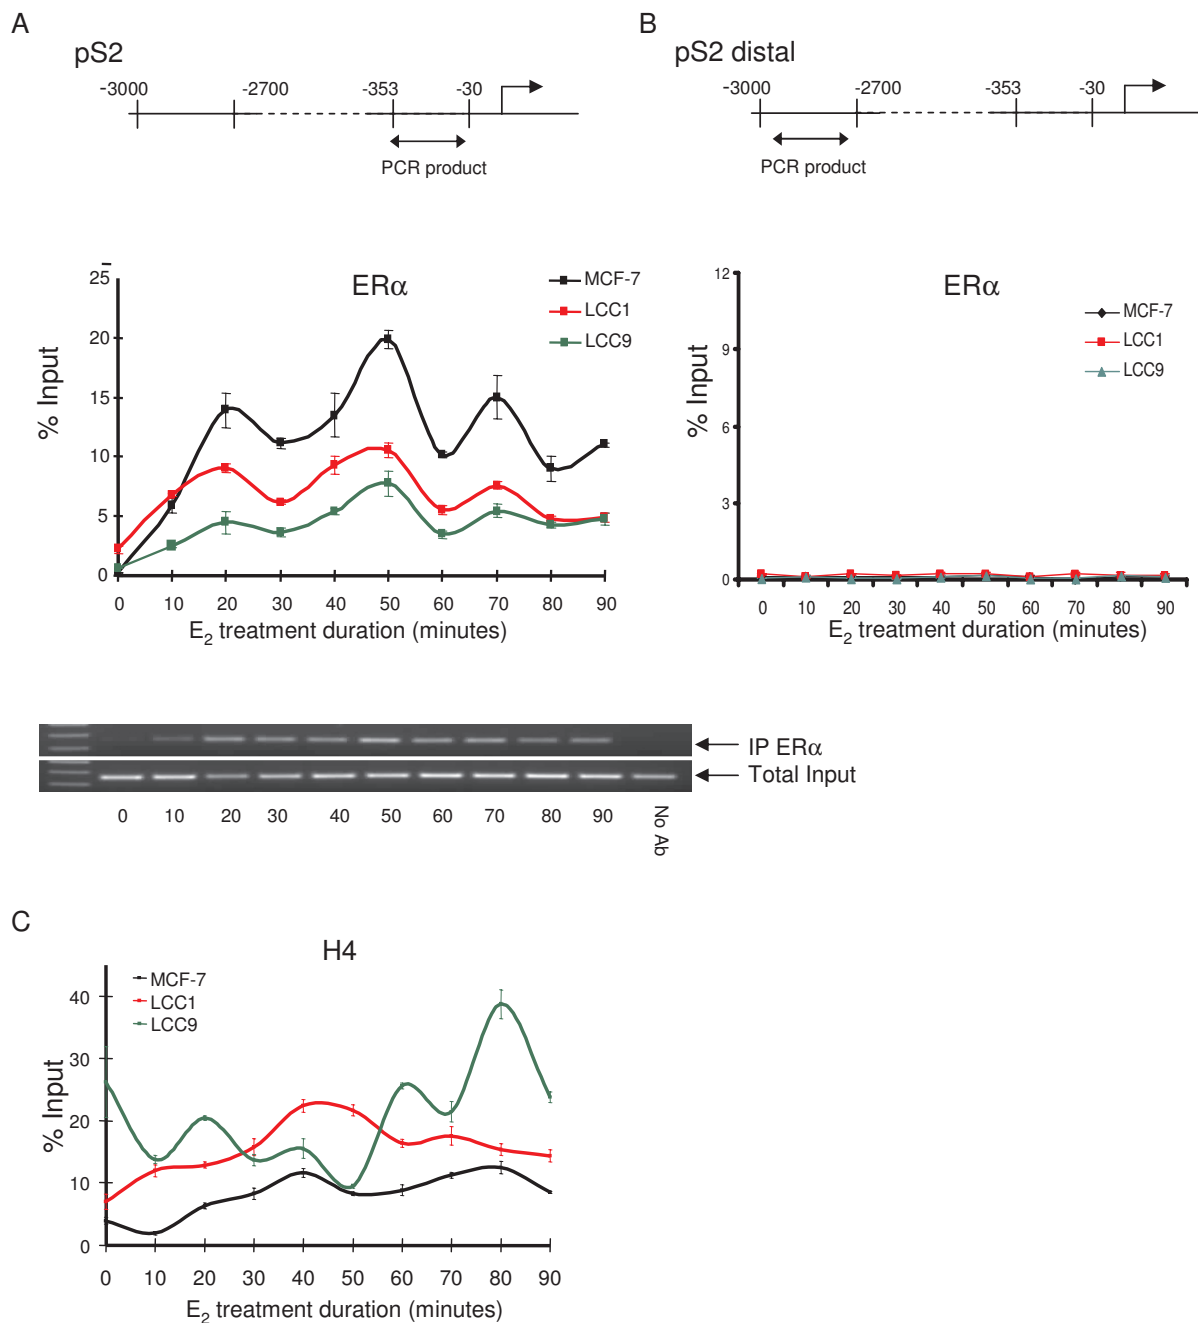 A
pS2
-3000 -2700 -353 -30
PCR product
B
pS2 distal
-3000 -2700 -353 -30
PCR product
ERα
MCF-7
LCC1
LCC9
% Input
25
20
15
10
5
0
0 10 20 30 40 50 60 70 80 90
E2 treatment duration (minutes)
ERα
MCF-7
LCC1
LCC9
% Input
12
9
6
3
0
0 10 20 30 40 50 60 70 80 90
E2 treatment duration (minutes)
IP ERα
Total Input
0 10 20 30 40 50 60 70 80 90 No Ab
C
H4
MCF-7
LCC1
LCC9
% Input
40
30
20
10
0
0 10 20 30 40 50 60 70 80 90
E2 treatment duration (minutes)